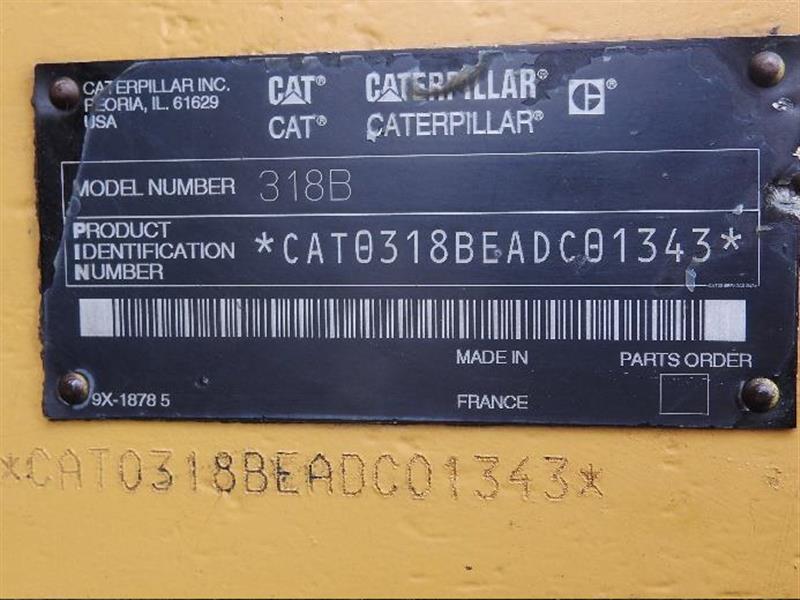 CATERPILLAR INC.
PEORIA, IL. 61629
USA
CAT® CATERPILLAR®
CAT® CATERPILLAR®
MODEL NUMBER 318B
PRODUCT
IDENTIFICATION
NUMBER
*CAT0318BEADC01343*
MADE IN
FRANCE
PARTS ORDER
9X-1878 5
*CAT0318BEADC01343*